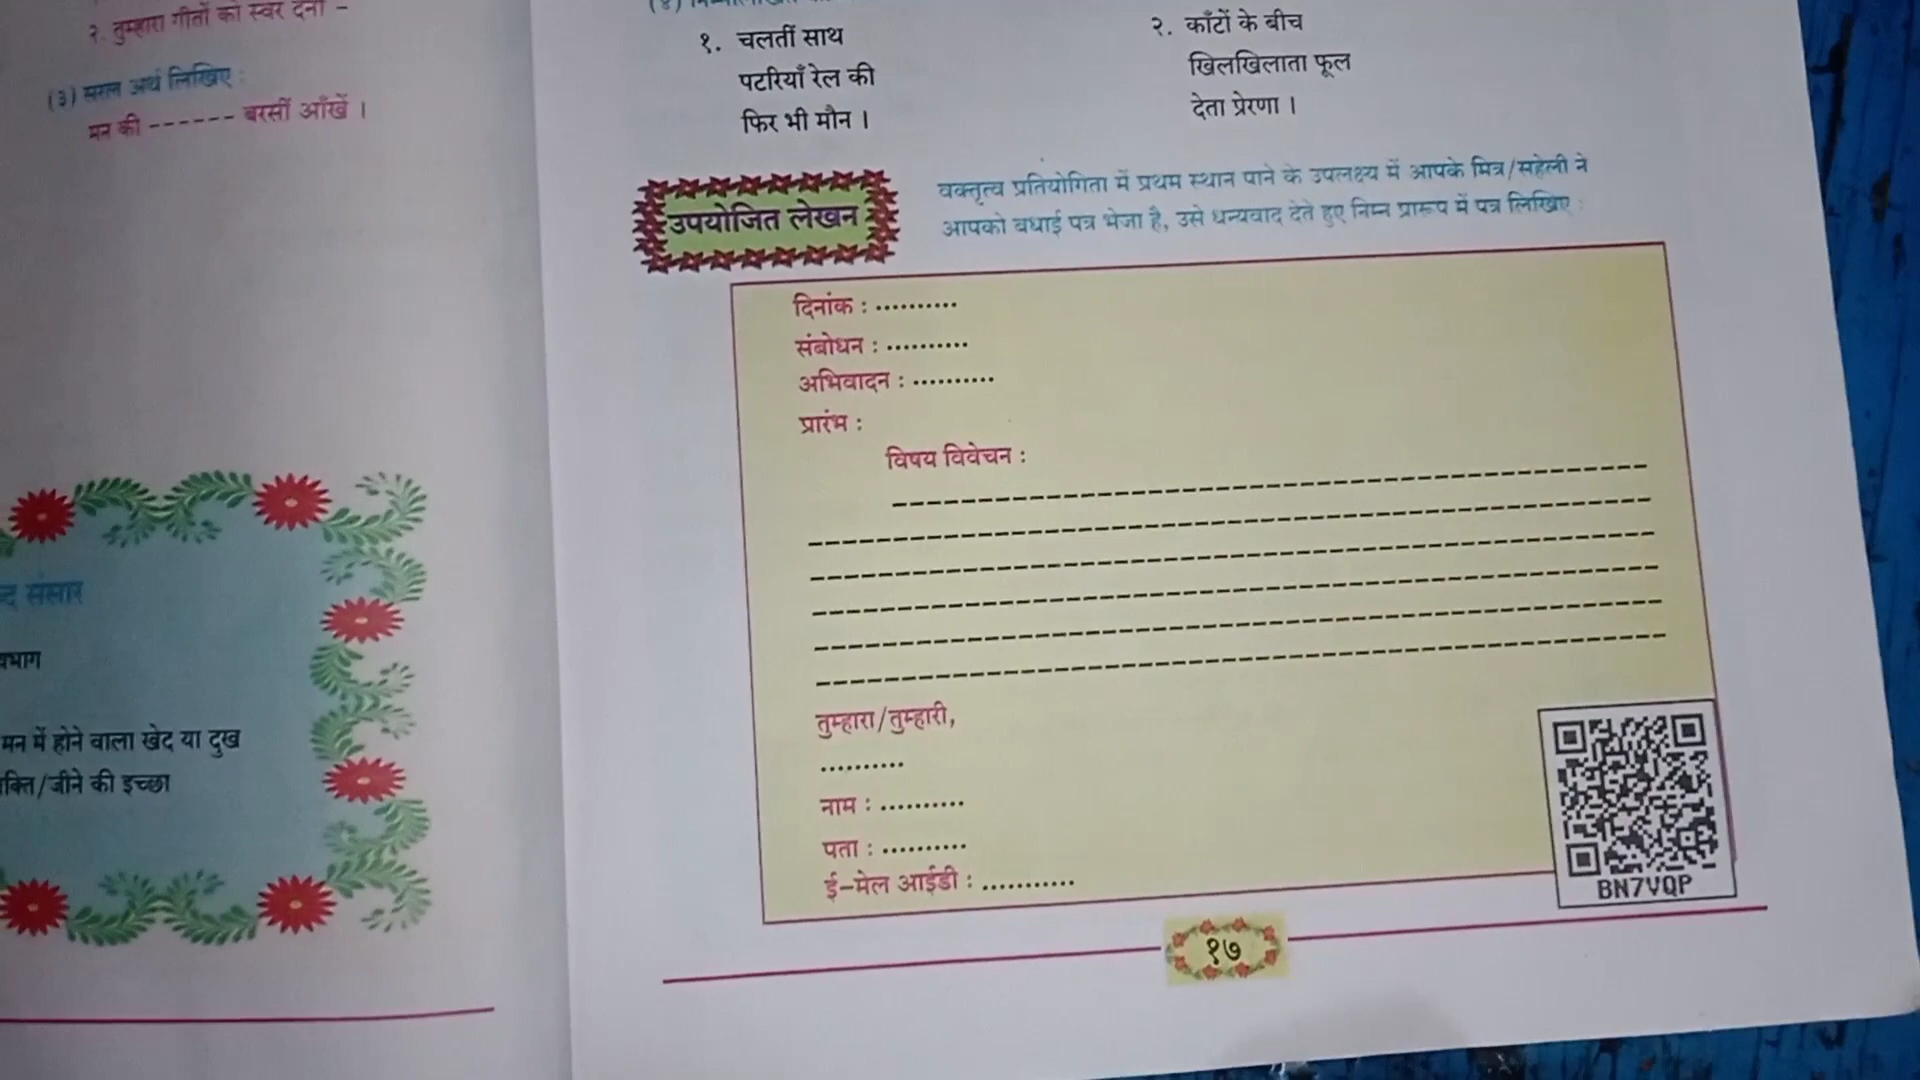 २. तुम्हारा गीतों को स्वर देना -
(३) सरल अर्थ लिखिए :
मन की ------ बरसीं आँखें ।
संसार
मन में होने वाला खेद या दुख
/जीने की इच्छा
(४)
१. चलतीं साथ
पटरियाँ रेल की
फिर भी मौन ।
२. काँटों के बीच
खिलखिलाता फूल
देता प्रेरणा ।
उपयोजित लेखन
वक्तृत्व प्रतियोगिता में प्रथम स्थान पाने के उपलक्ष्य में आपके मित्र/सहेली ने
आपको बधाई पत्र भेजा है, उसे धन्यवाद देते हुए निम्न प्रारूप में पत्र लिखिए :
दिनांक : ..........
संबोधन : ..........
अभिवादन : ..........
प्रारंभ :
विषय विवेचन :
तुम्हारा/तुम्हारी,
..........
नाम : ..........
पता : ..........
ई-मेल आईडी : ...........
BN7VQP
१७